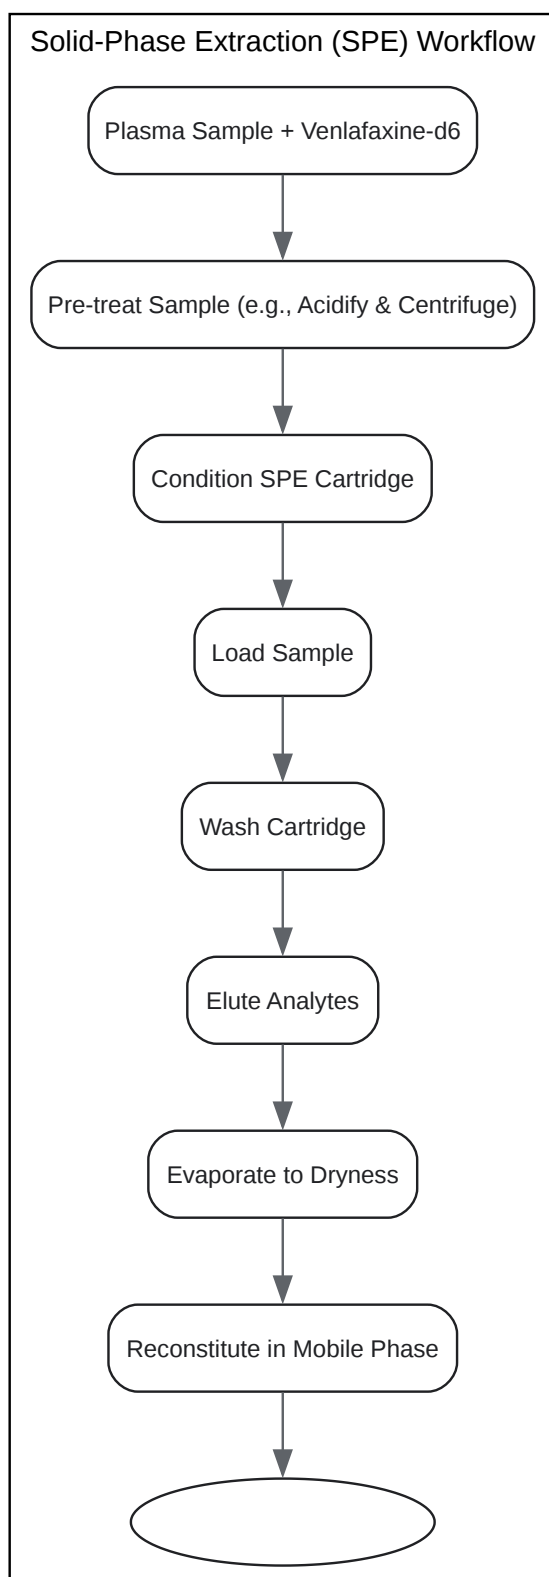 Solid-Phase Extraction (SPE) Workflow
Plasma Sample + Venlafaxine-d6
Pre-treat Sample (e.g., Acidify & Centrifuge)
Condition SPE Cartridge
Load Sample
Wash Cartridge
Elute Analytes
Evaporate to Dryness
Reconstitute in Mobile Phase